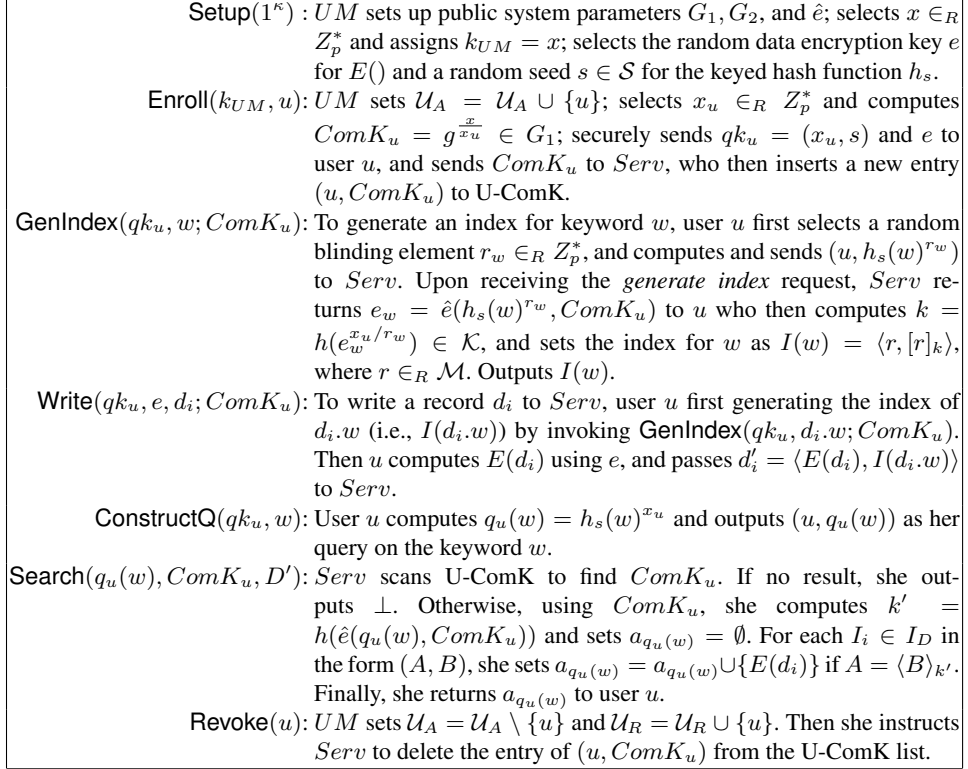 Setup(1^κ) : UM sets up public system parameters G_1, G_2, and ê; selects x ∈_R
Z_p^* and assigns k_{UM} = x; selects the random data encryption key e
for E() and a random seed s ∈ 𝒮 for the keyed hash function h_s.
Enroll(k_{UM}, u): UM sets 𝒰_A = 𝒰_A ∪ {u}; selects x_u ∈_R Z_p^* and computes
ComK_u = g^{x/x_u} ∈ G_1; securely sends qk_u = (x_u, s) and e to
user u, and sends ComK_u to Serv, who then inserts a new entry
(u, ComK_u) to U-ComK.
GenIndex(qk_u, w; ComK_u): To generate an index for keyword w, user u first selects a random
blinding element r_w ∈_R Z_p^*, and computes and sends (u, h_s(w)^{r_w})
to Serv. Upon receiving the generate index request, Serv re-
turns e_w = ê(h_s(w)^{r_w}, ComK_u) to u who then computes k =
h(e_w^{x_u/r_w}) ∈ 𝒦, and sets the index for w as I(w) = ⟨r, [r]_k⟩,
where r ∈_R ℳ. Outputs I(w).
Write(qk_u, e, d_i; ComK_u): To write a record d_i to Serv, user u first generating the index of
d_i.w (i.e., I(d_i.w)) by invoking GenIndex(qk_u, d_i.w; ComK_u).
Then u computes E(d_i) using e, and passes d'_i = ⟨E(d_i), I(d_i.w)⟩
to Serv.
ConstructQ(qk_u, w): User u computes q_u(w) = h_s(w)^{x_u} and outputs (u, q_u(w)) as her
query on the keyword w.
Search(q_u(w), ComK_u, D'): Serv scans U-ComK to find ComK_u. If no result, she out-
puts ⊥. Otherwise, using ComK_u, she computes k' =
h(ê(q_u(w), ComK_u)) and sets a_{q_u(w)} = ∅. For each I_i ∈ I_D in
the form (A, B), she sets a_{q_u(w)} = a_{q_u(w)} ∪{E(d_i)} if A = ⟨B⟩_{k'}.
Finally, she returns a_{q_u(w)} to user u.
Revoke(u): UM sets 𝒰_A = 𝒰_A \ {u} and 𝒰_R = 𝒰_R ∪ {u}. Then she instructs
Serv to delete the entry of (u, ComK_u) from the U-ComK list.